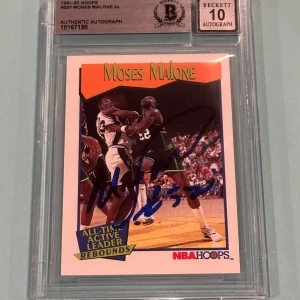 1991-92 HOOPS
#537 MOSES MALONE AL
AUTHENTIC AUTOGRAPH
BECKETT
10
AUTOGRAPH
MOSES MALONE
ALL-TIME
ACTIVE
LEADER
REBOUNDS
NBA HOOPS